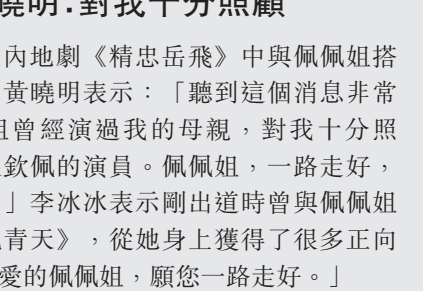 曉明:對我十分照顧
內地劇《精忠岳飛》中與佩佩姐搭
黃曉明表示：「聽到這個消息非常
姐曾經演過我的母親，對我十分照
欽佩的演員。佩佩姐，一路走好，
」李冰冰表示剛出道時曾與佩佩姐
青天》，從她身上獲得了很多正向
愛的佩佩姐，願您一路走好。」